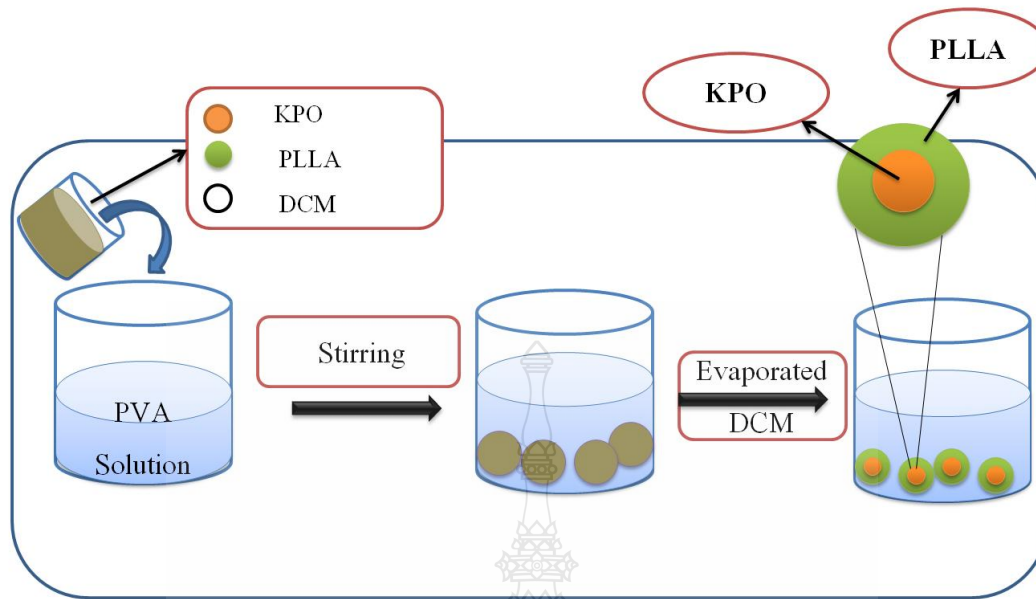 KPO
PLLA
DCM
KPO
PLLA
PVA
Solution
Stirring
Evaporated
DCM